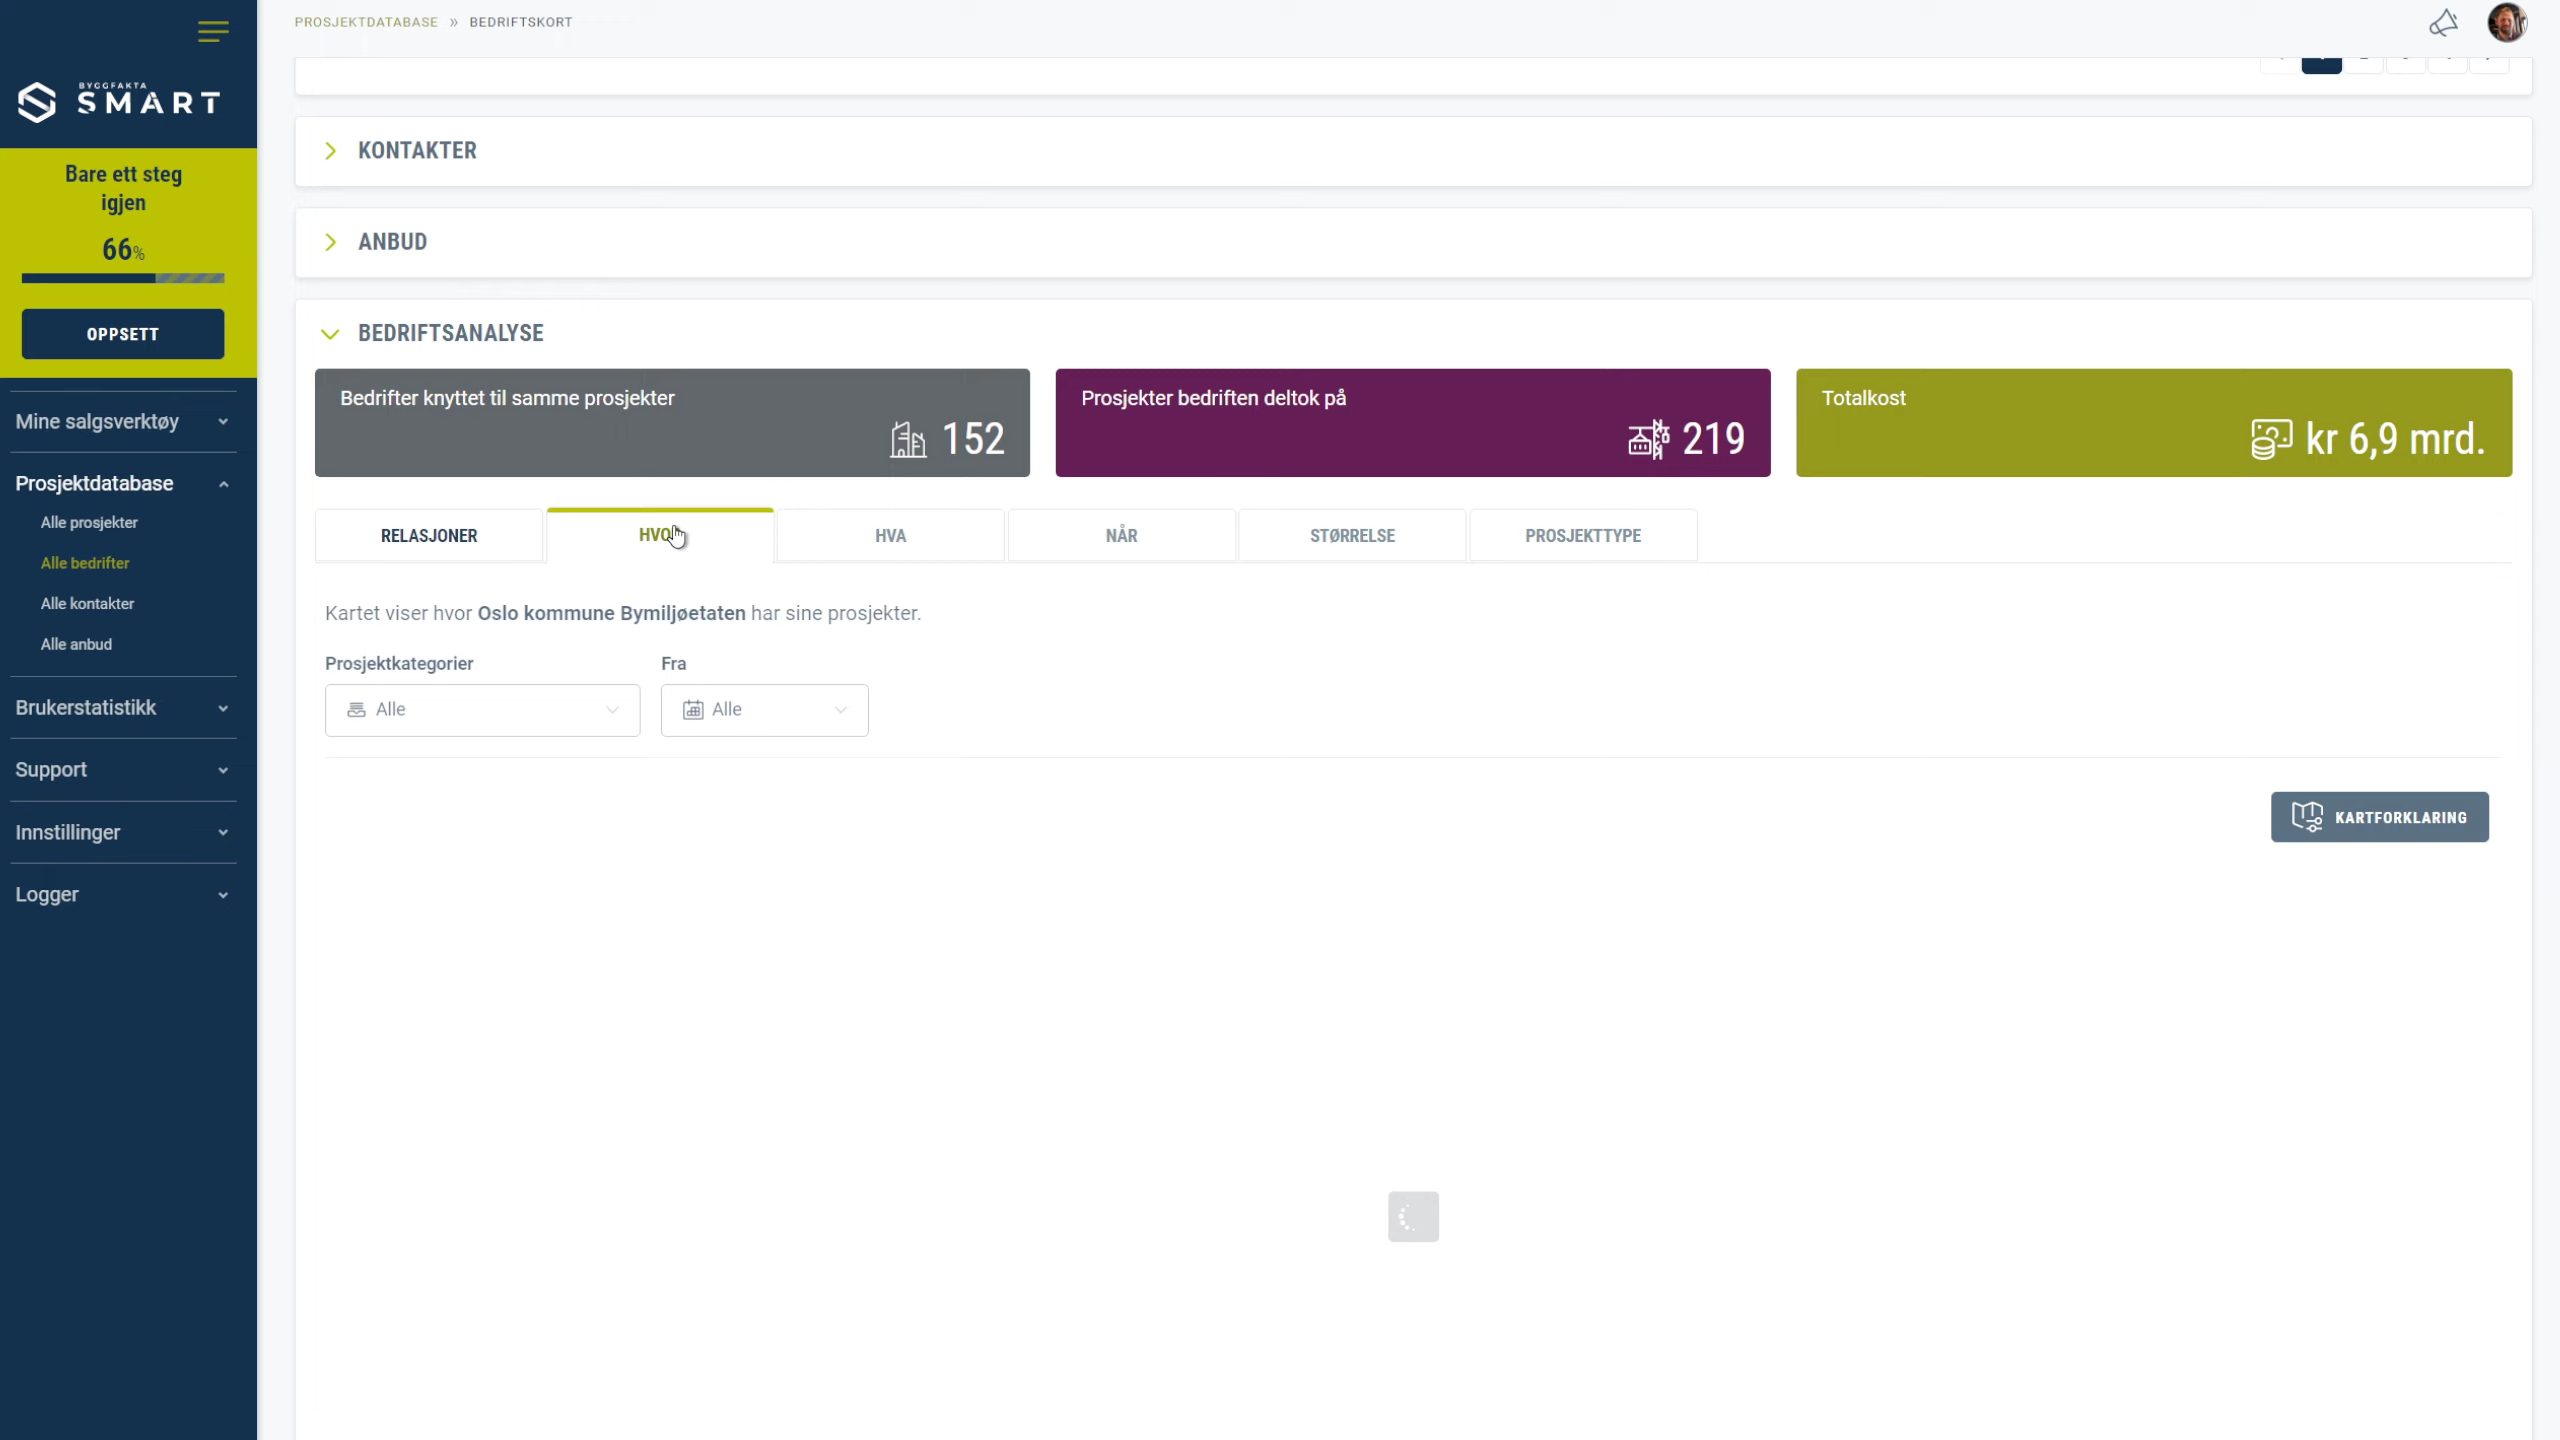 PROSJEKTDATABASE » BEDRIFTSKORT
BYGGFAKTA
SMART
Bare ett steg
igjen
66%
OPPSETT
Mine salgsverktøy
Prosjektdatabase
Alle prosjekter
Alle bedrifter
Alle kontakter
Alle anbud
Brukerstatistikk
Support
Innstillinger
Logger
KONTAKTER
ANBUD
BEDRIFTSANALYSE
Bedrifter knyttet til samme prosjekter
152
Prosjekter bedriften deltok på
219
Totalkost
kr 6,9 mrd.
RELASJONER
HVO
HVA
NÅR
STØRRELSE
PROSJEKTTYPE
Kartet viser hvor Oslo kommune Bymiljøetaten har sine prosjekter.
Prosjektkategorier
Fra
Alle
Alle
KARTFORKLARING